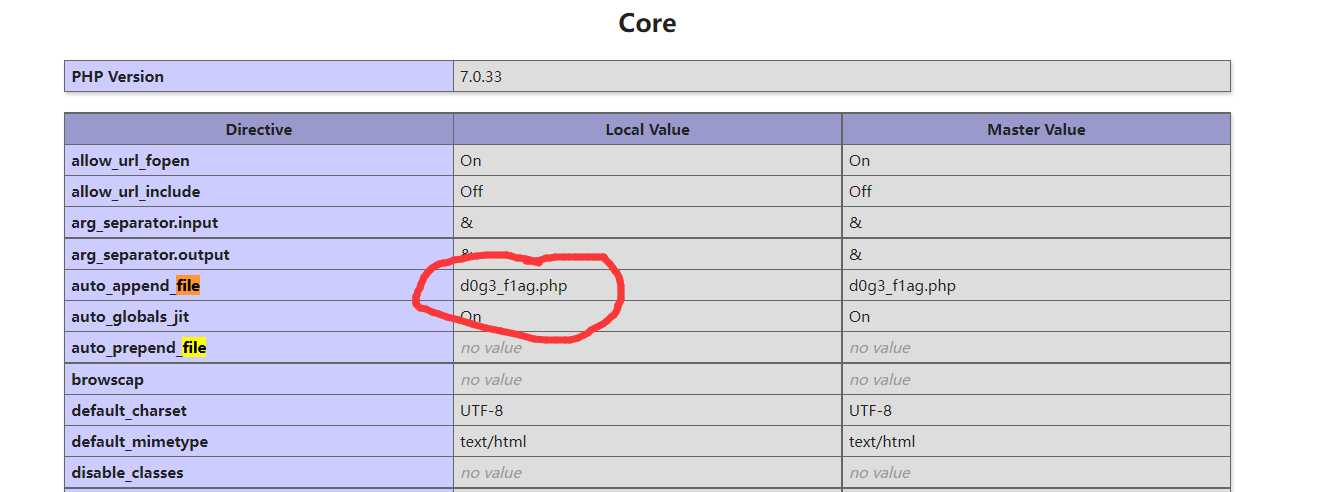 Core
PHP Version 7.0.33
Directive Local Value Master Value
allow_url_fopen On On
allow_url_include Off Off
arg_separator.input & &
arg_separator.output & &
auto_append_file d0g3_f1ag.php d0g3_f1ag.php
auto_globals_jit On On
auto_prepend_file no value no value
browscap no value no value
default_charset UTF-8 UTF-8
default_mimetype text/html text/html
disable_classes no value no value